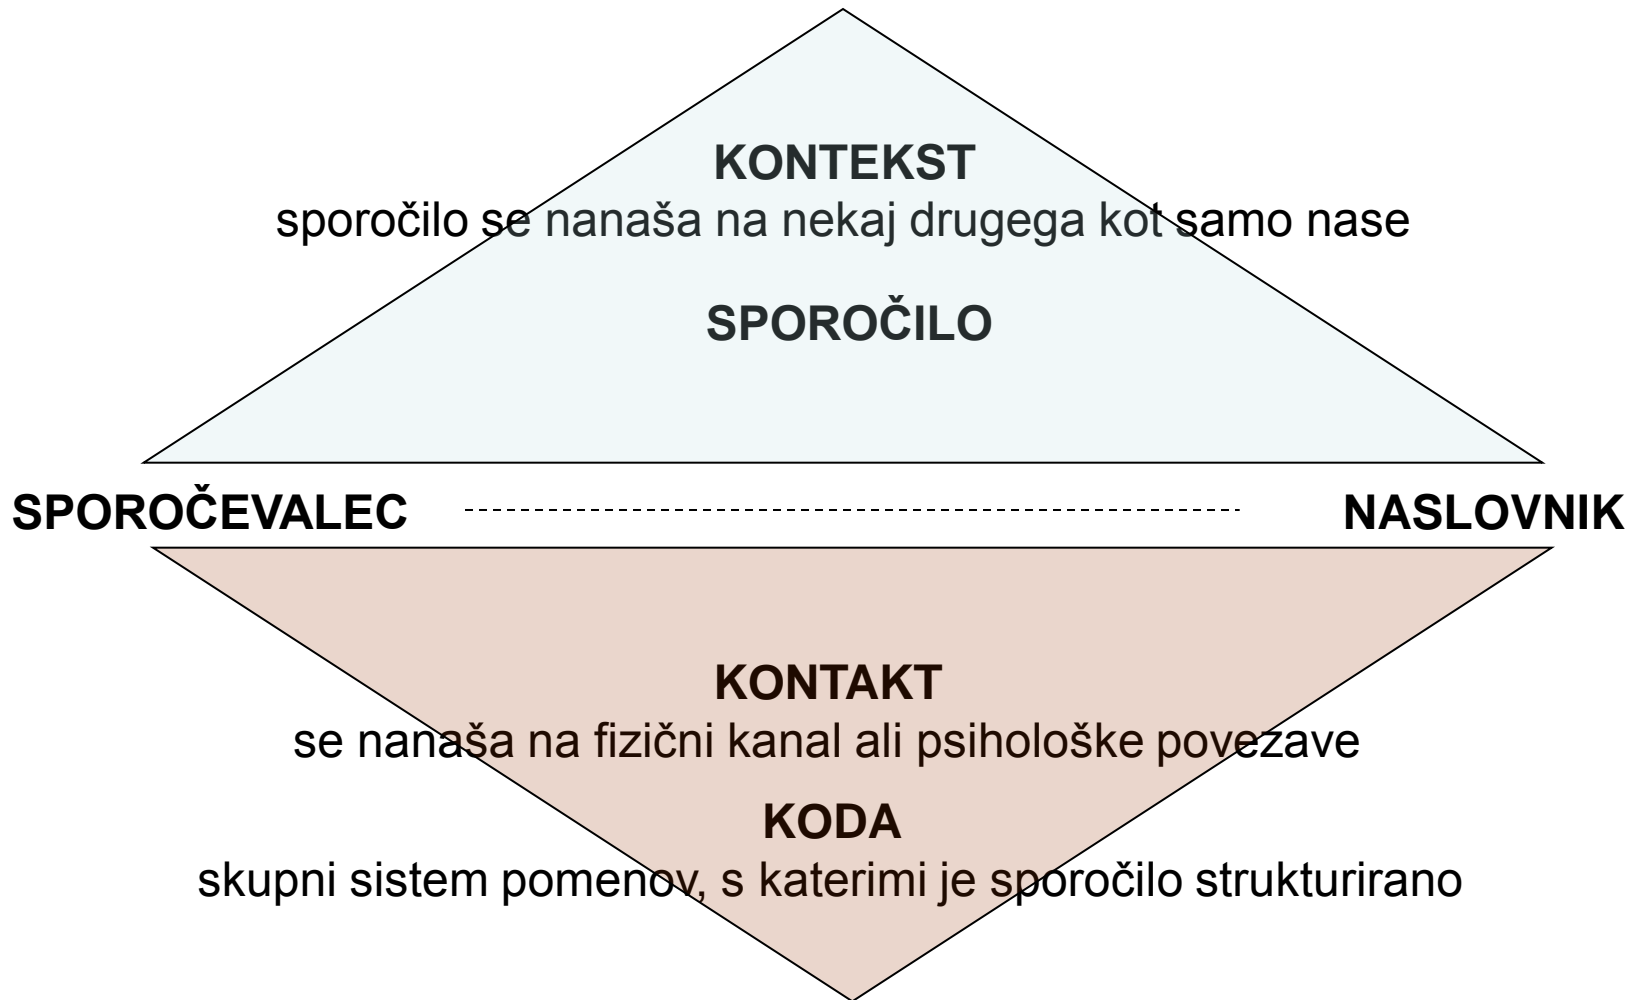 KONTEKST
sporočilo se nanaša na nekaj drugega kot samo nase
SPOROČILO
SPOROČEVALEC
NASLOVNIK
KONTAKT
se nanaša na fizični kanal ali psihološke povezave
KODA
skupni sistem pomenov, s katerimi je sporočilo strukturirano